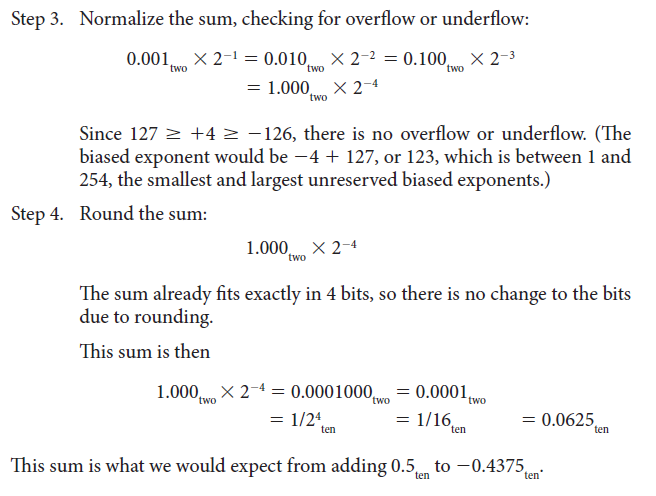 Step 3. Normalize the sum, checking for overflow or underflow:
0.001two × 2−1 = 0.010two × 2−2 = 0.100two × 2−3
= 1.000two × 2−4
Since 127 ≥ +4 ≥ −126, there is no overflow or underflow. (The
biased exponent would be −4 + 127, or 123, which is between 1 and
254, the smallest and largest unreserved biased exponents.)
Step 4. Round the sum:
1.000two × 2−4
The sum already fits exactly in 4 bits, so there is no change to the bits
due to rounding.
This sum is then
1.000two × 2−4 = 0.0001000two = 0.0001two
= 1/24ten = 1/16ten = 0.0625ten
This sum is what we would expect from adding 0.5ten to −0.4375ten.